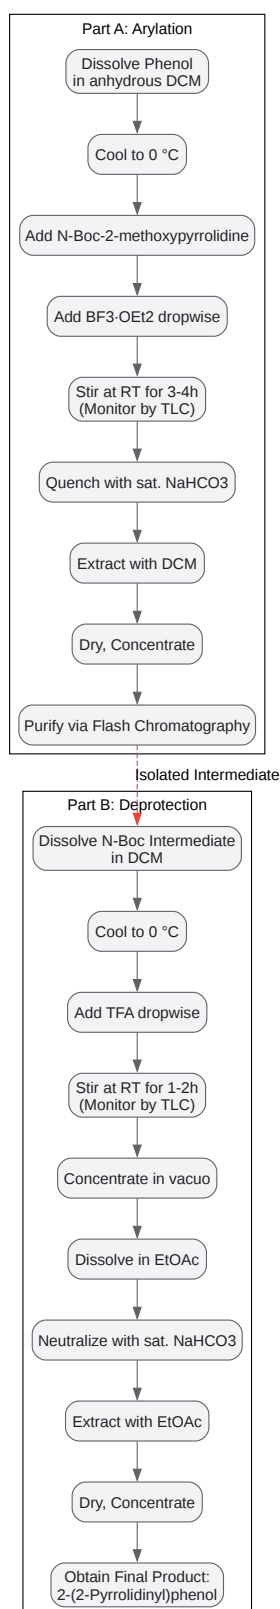 Part A: Arylation
Dissolve Phenol
in anhydrous DCM
Cool to 0 °C
Add N-Boc-2-methoxypyrrolidine
Add BF3·OEt2 dropwise
Stir at RT for 3-4h
(Monitor by TLC)
Quench with sat. NaHCO3
Extract with DCM
Dry, Concentrate
Purify via Flash Chromatography
Isolated Intermediate
Part B: Deprotection
Dissolve N-Boc Intermediate
in DCM
Cool to 0 °C
Add TFA dropwise
Stir at RT for 1-2h
(Monitor by TLC)
Concentrate in vacuo
Dissolve in EtOAc
Neutralize with sat. NaHCO3
Extract with EtOAc
Dry, Concentrate
Obtain Final Product:
2-(2-Pyrrolidinyl)phenol